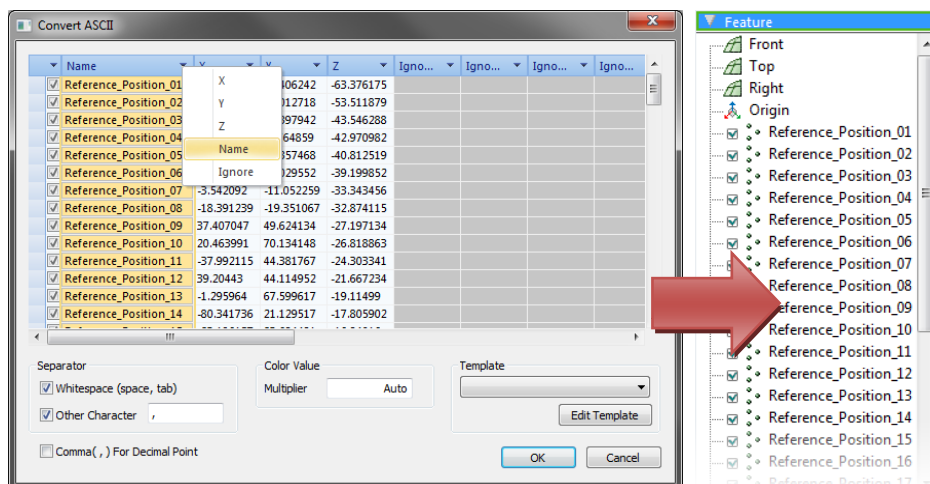 Convert ASCII
Name X Y Z Igno... Igno... Igno... Igno...
Reference_Position_01 -63.376175
Reference_Position_02 -53.511879
Reference_Position_03 -43.546288
Reference_Position_04 -42.970982
Reference_Position_05 -40.812519
Reference_Position_06 -39.199852
Reference_Position_07 -3.542092 -11.052259 -33.343456
Reference_Position_08 -18.391239 -19.351067 -32.874115
Reference_Position_09 37.407047 49.624134 -27.197134
Reference_Position_10 20.463991 70.134148 -26.818863
Reference_Position_11 -37.992115 44.381767 -24.303341
Reference_Position_12 39.20443 44.114952 -21.667234
Reference_Position_13 -1.295964 67.599617 -19.11499
Reference_Position_14 -80.341736 21.129517 -17.805902
X
Y
Z
Name
Ignore
Separator
Whitespace (space, tab)
Other Character ,
Comma( , ) For Decimal Point
Color Value
Multiplier Auto
Template
Edit Template
OK Cancel
Feature
Front
Top
Right
Origin
Reference_Position_01
Reference_Position_02
Reference_Position_03
Reference_Position_04
Reference_Position_05
Reference_Position_06
Reference_Position_07
Reference_Position_08
Reference_Position_09
Reference_Position_10
Reference_Position_11
Reference_Position_12
Reference_Position_13
Reference_Position_14
Reference_Position_15
Reference_Position_16
Reference_Position_17